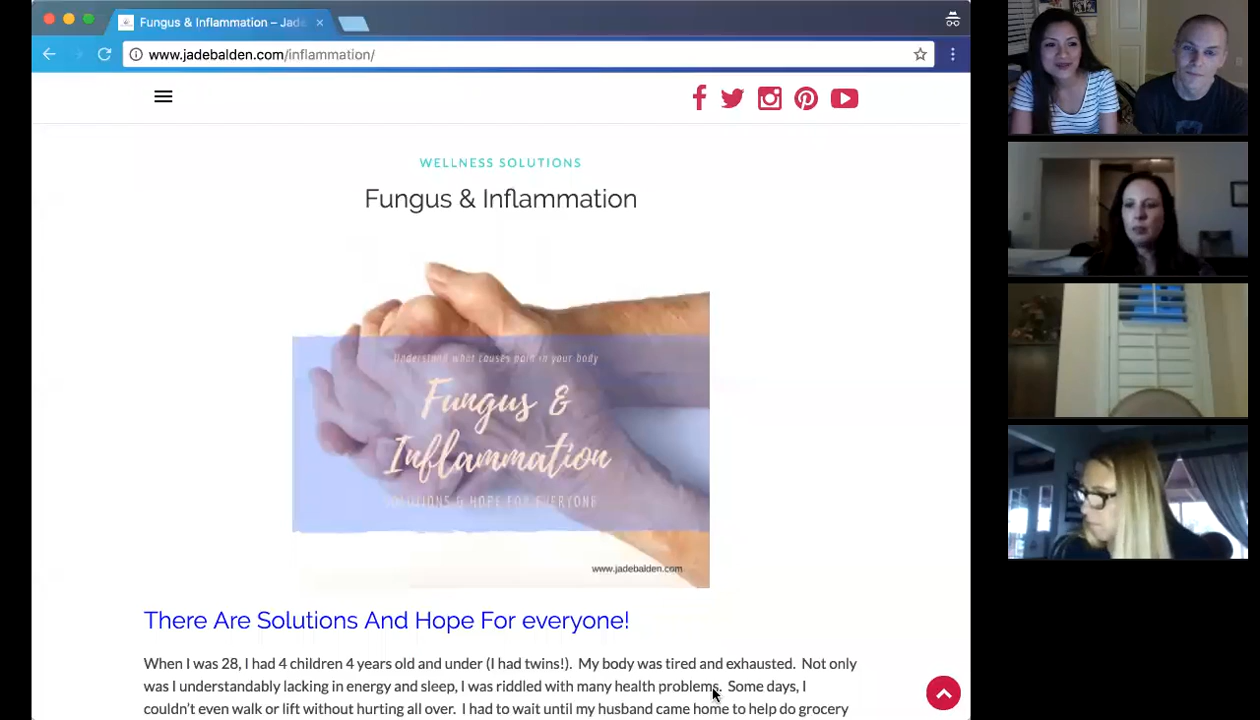 Fungus & Inflammation – Jade
www.jadebalden.com/inflammation/
WELLNESS SOLUTIONS
Fungus & Inflammation
Understand what causes pain in your body
Fungus &
Inflammation
SOLUTIONS & HOPE FOR EVERYONE
www.jadebalden.com
There Are Solutions And Hope For everyone!
When I was 28, I had 4 children 4 years old and under (I had twins!). My body was tired and exhausted. Not only
was I understandably lacking in energy and sleep, I was riddled with many health problems. Some days, I
couldn't even walk or lift without hurting all over. I had to wait until my husband came home to help do grocery